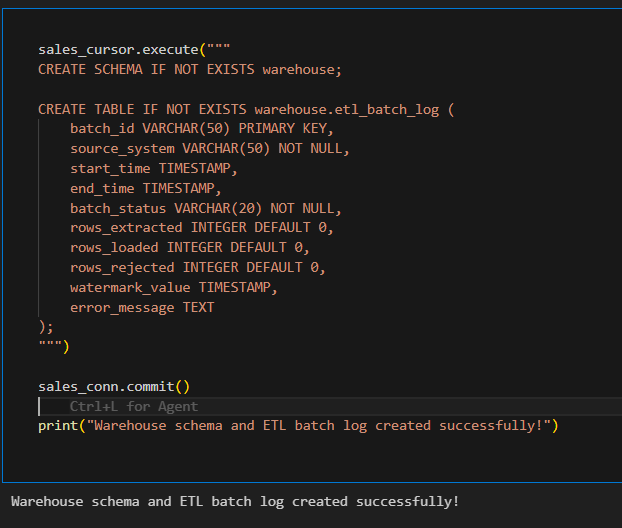 sales_cursor.execute("""
CREATE SCHEMA IF NOT EXISTS warehouse;
CREATE TABLE IF NOT EXISTS warehouse.etl_batch_log (
batch_id VARCHAR(50) PRIMARY KEY,
source_system VARCHAR(50) NOT NULL,
start_time TIMESTAMP,
end_time TIMESTAMP,
batch_status VARCHAR(20) NOT NULL,
rows_extracted INTEGER DEFAULT 0,
rows_loaded INTEGER DEFAULT 0,
rows_rejected INTEGER DEFAULT 0,
watermark_value TIMESTAMP,
error_message TEXT
);
""")
sales_conn.commit()
Ctrl+L for Agent
print("Warehouse schema and ETL batch log created successfully!")
Warehouse schema and ETL batch log created successfully!